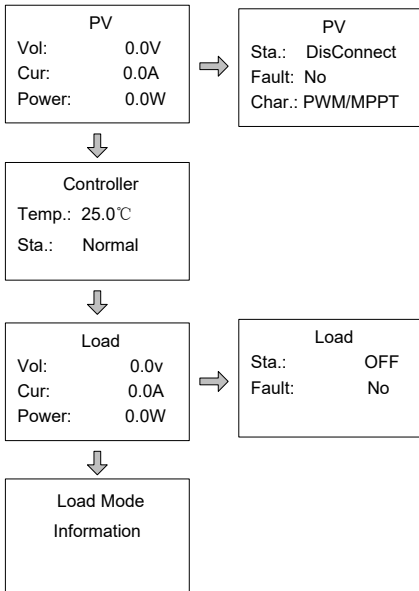 PV
Vol: 0.0V
Cur: 0.0A
Power: 0.0W
PV
Sta.: DisConnect
Fault: No
Char.: PWM/MPPT
Controller
Temp.: 25.0℃
Sta.: Normal
Load
Vol: 0.0v
Cur: 0.0A
Power: 0.0W
Load
Sta.: OFF
Fault: No
Load Mode
Information